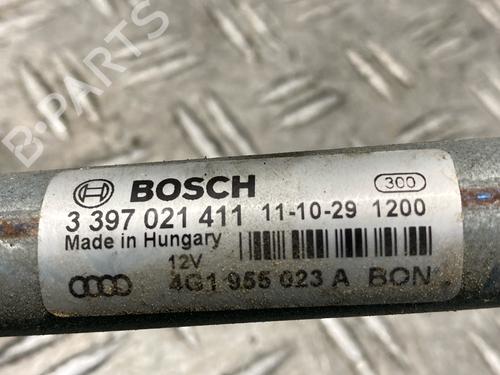 B-PARTS
BOSCH 300
3 397 021 411 11-10-29 1200
Made in Hungary
12V
4G1 955 023 A BON